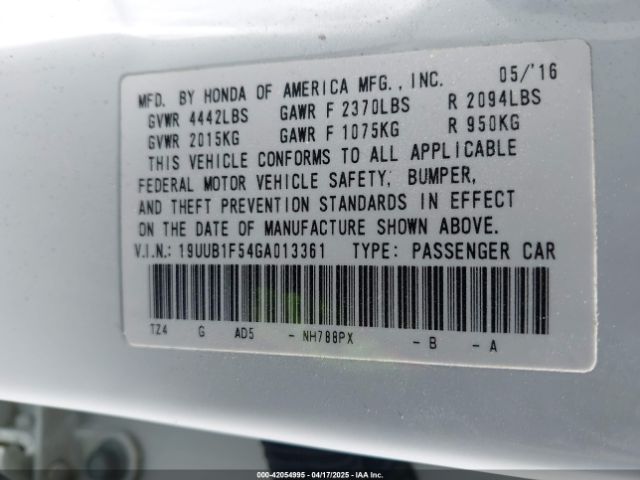 MFD. BY HONDA OF AMERICA MFG., INC. 05/'16
GVWR 4442LBS GAWR F 2370LBS R 2094LBS
GVWR 2015KG GAWR F 1075KG R 950KG
THIS VEHICLE CONFORMS TO ALL APPLICABLE
FEDERAL MOTOR VEHICLE SAFETY, BUMPER,
AND THEFT PREVENTION STANDARDS IN EFFECT
ON THE DATE OF MANUFACTURE SHOWN ABOVE.
V.I.N.: 19UUB1F54GA013361 TYPE: PASSENGER CAR
TZ4 G AD5 - NH788PX - B - A
000-42054995 - 04/17/2025 - IAA Inc.